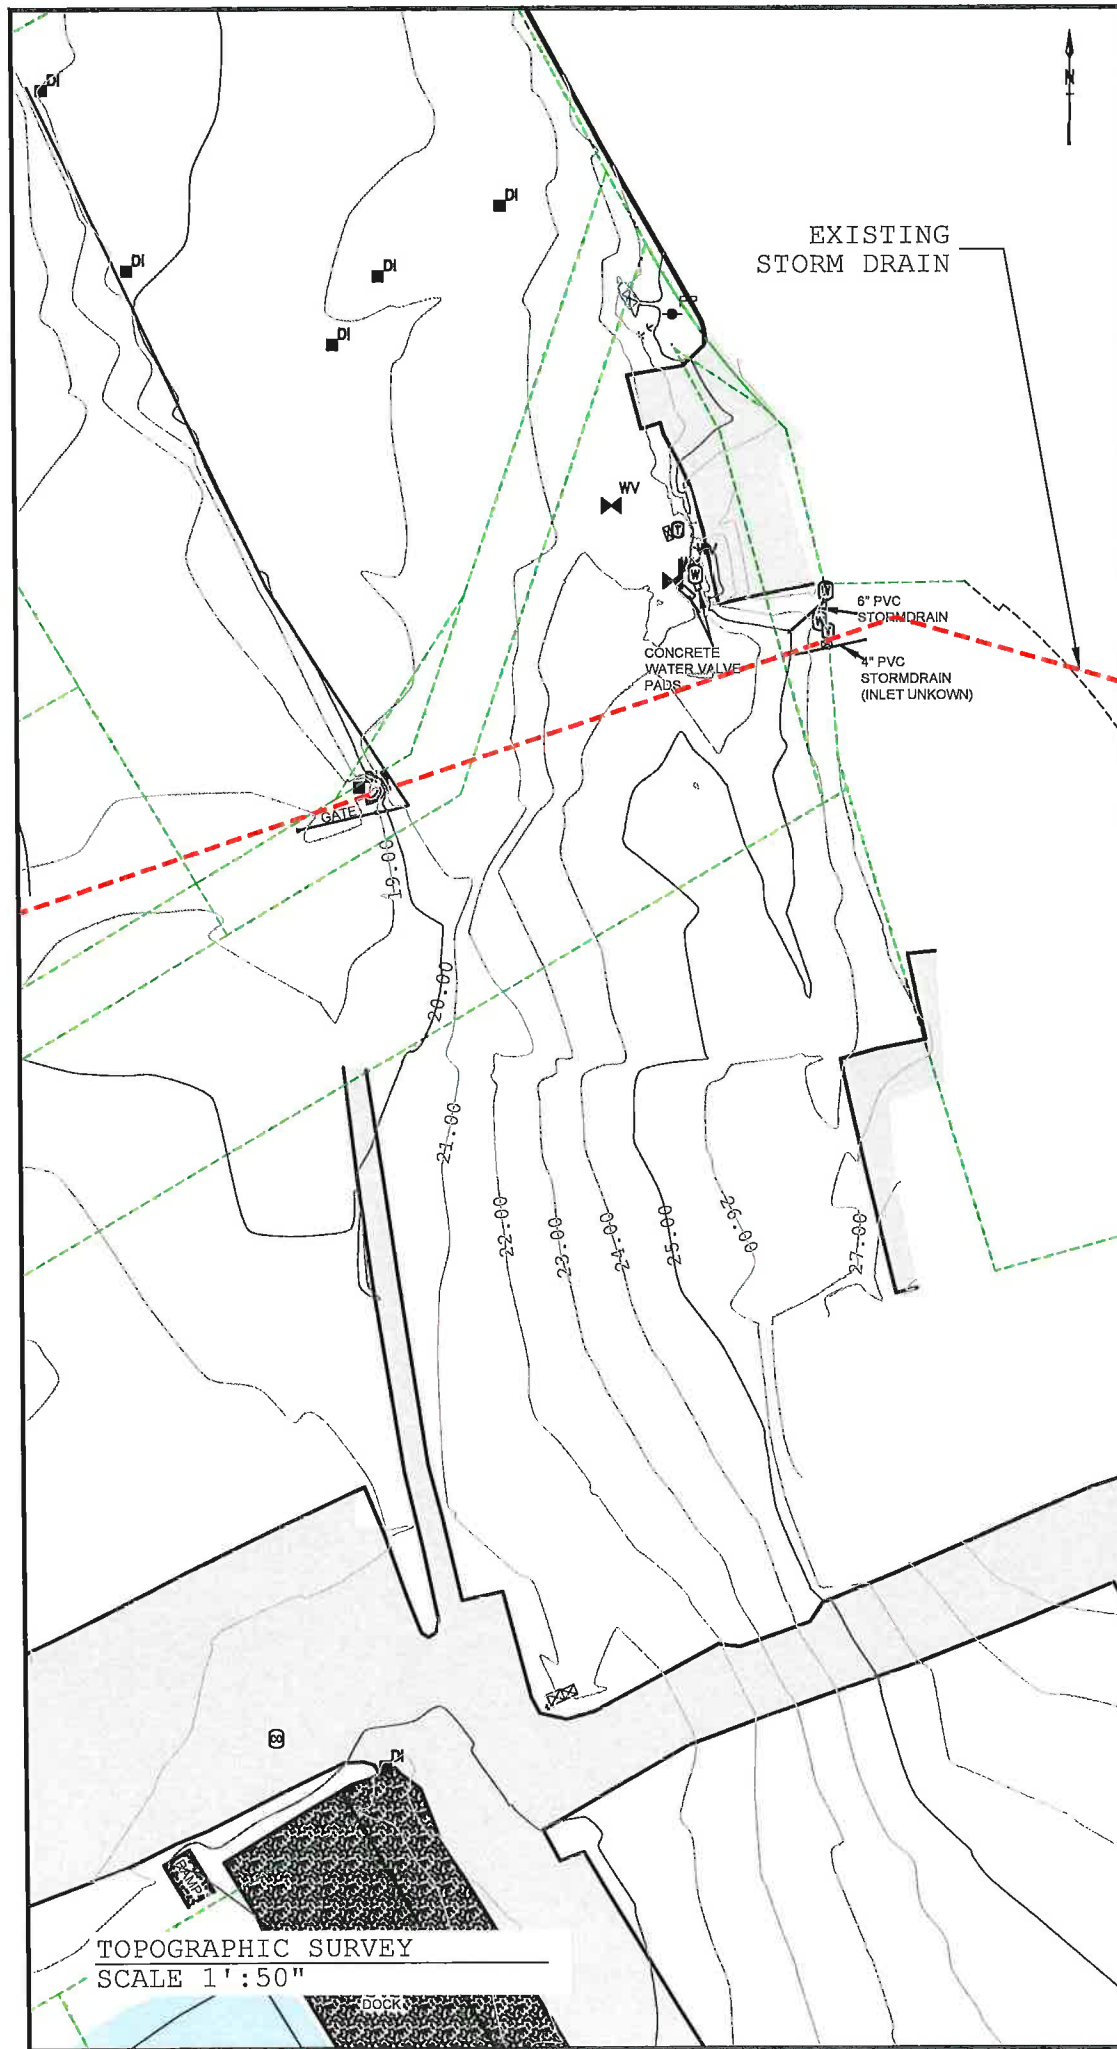 DI
N
DI
EXISTING
STORM DRAIN
DI
DI
DI
WV
T
W
W
6" PVC
STORMDRAIN
CONCRETE
WATER VALVE
PADS
4" PVC
STORMDRAIN
(INLET UNKOWN)
GATE
19.00
20.00
21.00
22.00
23.00
24.00
25.00
26.00
27.00
CO
DI
RAMP
TOPOGRAPHIC SURVEY
SCALE 1':50"
DOCK